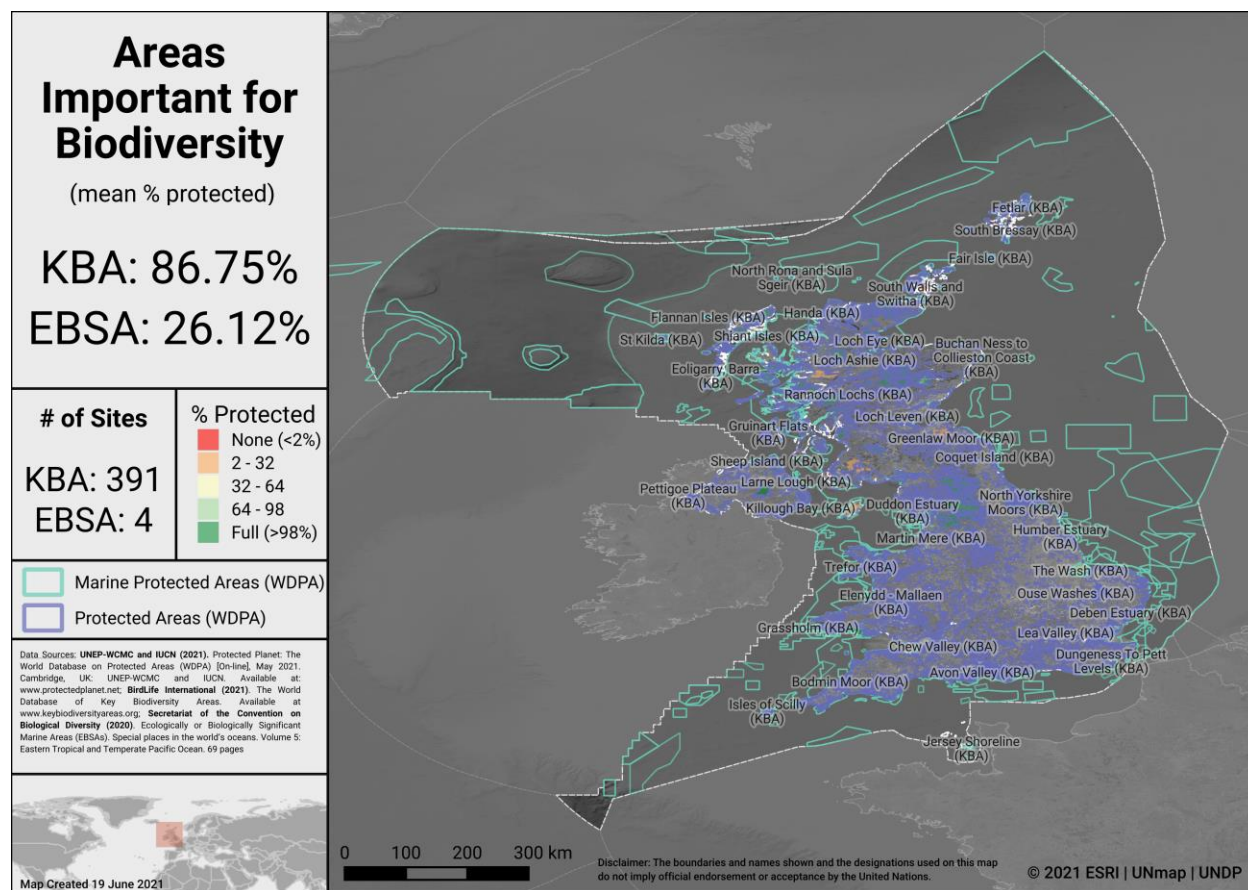 Areas
Important for
Biodiversity
(mean % protected)
KBA: 86.75%
EBSA: 26.12%
# of Sites
KBA: 391
EBSA: 4
% Protected
None (<2%)
2 - 32
32 - 64
64 - 98
Full (>98%)
Marine Protected Areas (WDPA)
Protected Areas (WDPA)
Data Sources: UNEP-WCMC and IUCN (2021). Protected Planet: The
World Database on Protected Areas (WDPA) [On-line], May 2021.
Cambridge, UK: UNEP-WCMC and IUCN. Available at:
www.protectedplanet.net; BirdLife International (2021). The World
Database of Key Biodiversity Areas. Available at
www.keybiodiversityareas.org; Secretariat of the Convention on
Biological Diversity (2020). Ecologically or Biologically Significant
Marine Areas (EBSAs). Special places in the world's oceans. Volume 5:
Eastern Tropical and Temperate Pacific Ocean. 69 pages
Map Created 19 June 2021
Fetlar (KBA)
South Bressay (KBA)
Fair Isle (KBA)
North Rona and Sula
Sgeir (KBA)
South Walls and
Switha (KBA)
Flannan Isles (KBA)
Handa (KBA)
St Kilda (KBA)
Shiant Isles (KBA)
Loch Eye (KBA)
Buchan Ness to
Collieston Coast
(KBA)
Loch Ashie (KBA)
Eoligarry, Barra
(KBA)
Rannoch Lochs (KBA)
Loch Leven (KBA)
Gruinart Flats
(KBA)
Greenlaw Moor (KBA)
Coquet Island (KBA)
Sheep Island (KBA)
Larne Lough (KBA)
Pettigoe Plateau
(KBA)
Killough Bay (KBA)
Duddon Estuary
(KBA)
North Yorkshire
Moors (KBA)
Humber Estuary
(KBA)
Martin Mere (KBA)
Trefor (KBA)
The Wash (KBA)
Elenydd - Mallaen
(KBA)
Ouse Washes (KBA)
Deben Estuary (KBA)
Grassholm (KBA)
Lea Valley (KBA)
Chew Valley (KBA)
Dungeness To Pett
Levels (KBA)
Avon Valley (KBA)
Bodmin Moor (KBA)
Isles of Scilly
(KBA)
Jersey Shoreline
(KBA)
0 100 200 300 km
Disclaimer: The boundaries and names shown and the designations used on this map
do not imply official endorsement or acceptance by the United Nations.
© 2021 ESRI | UNmap | UNDP